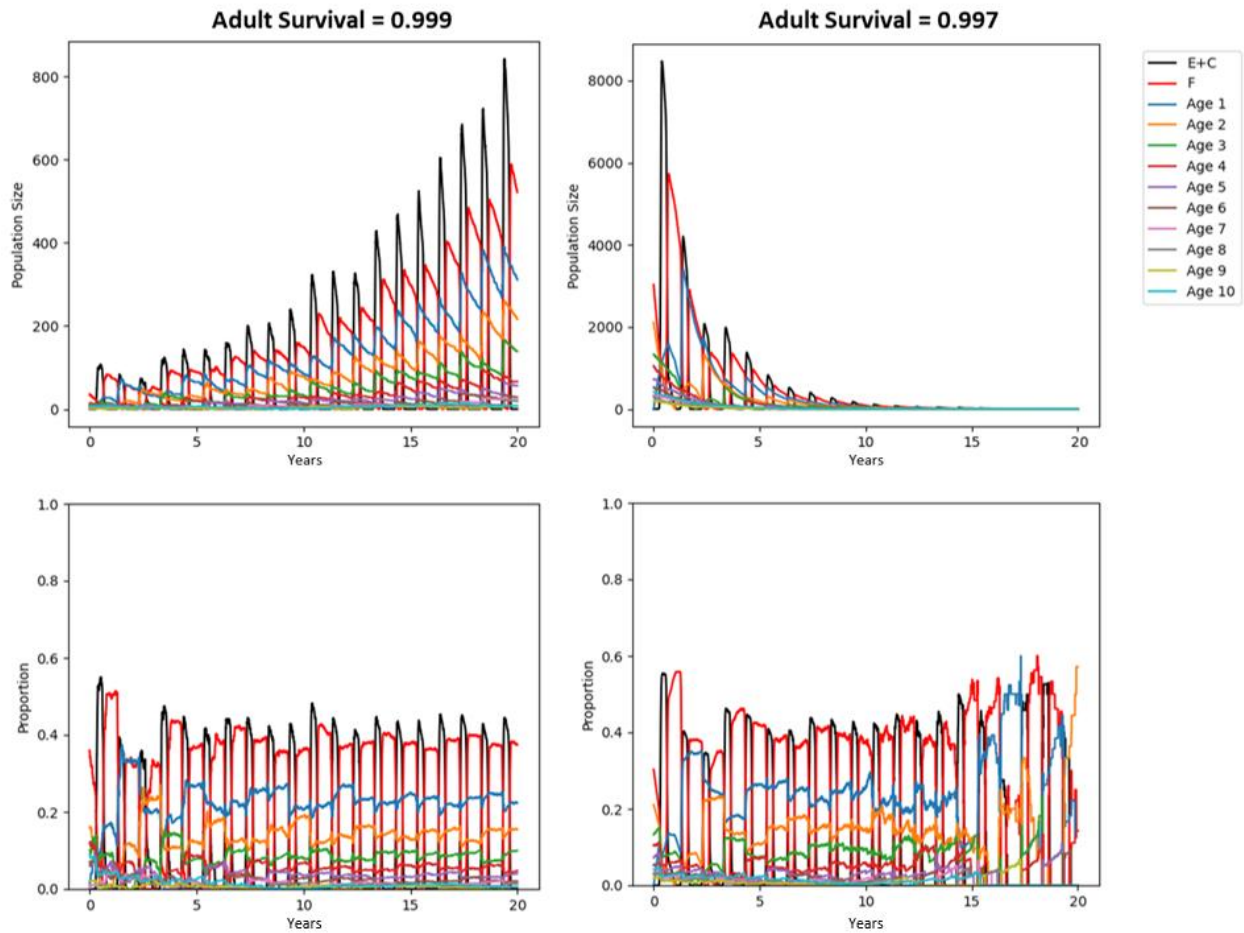 Adult Survival = 0.999
Adult Survival = 0.997
Population Size
800
600
400
200
0
0 5 10 15 20
Years
Population Size
8000
6000
4000
2000
0
0 5 10 15 20
Years
E+C
F
Age 1
Age 2
Age 3
Age 4
Age 5
Age 6
Age 7
Age 8
Age 9
Age 10
Proportion
1.0
0.8
0.6
0.4
0.2
0.0
0 5 10 15 20
Years
Proportion
1.0
0.8
0.6
0.4
0.2
0.0
0 5 10 15 20
Years